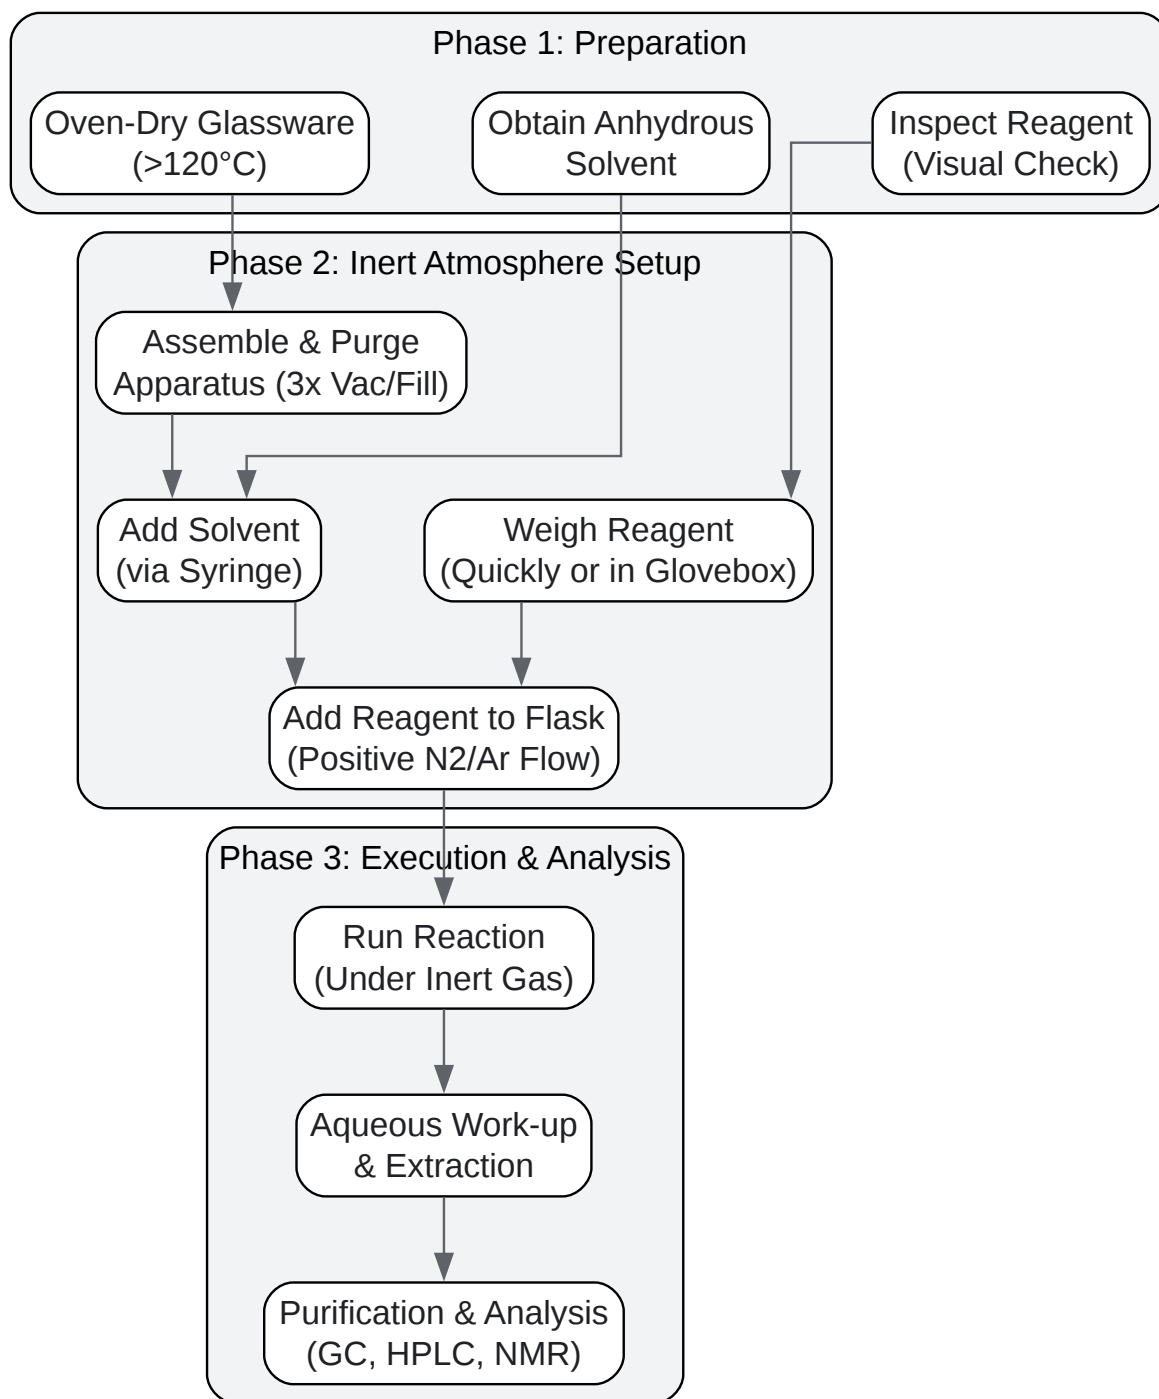 Phase 1: Preparation
Oven-Dry Glassware
(>120°C)
Obtain Anhydrous
Solvent
Inspect Reagent
(Visual Check)
Phase 2: Inert Atmosphere Setup
Assemble & Purge
Apparatus (3x Vac/Fill)
Add Solvent
(via Syringe)
Weigh Reagent
(Quickly or in Glovebox)
Add Reagent to Flask
(Positive N2/Ar Flow)
Phase 3: Execution & Analysis
Run Reaction
(Under Inert Gas)
Aqueous Work-up
& Extraction
Purification & Analysis
(GC, HPLC, NMR)